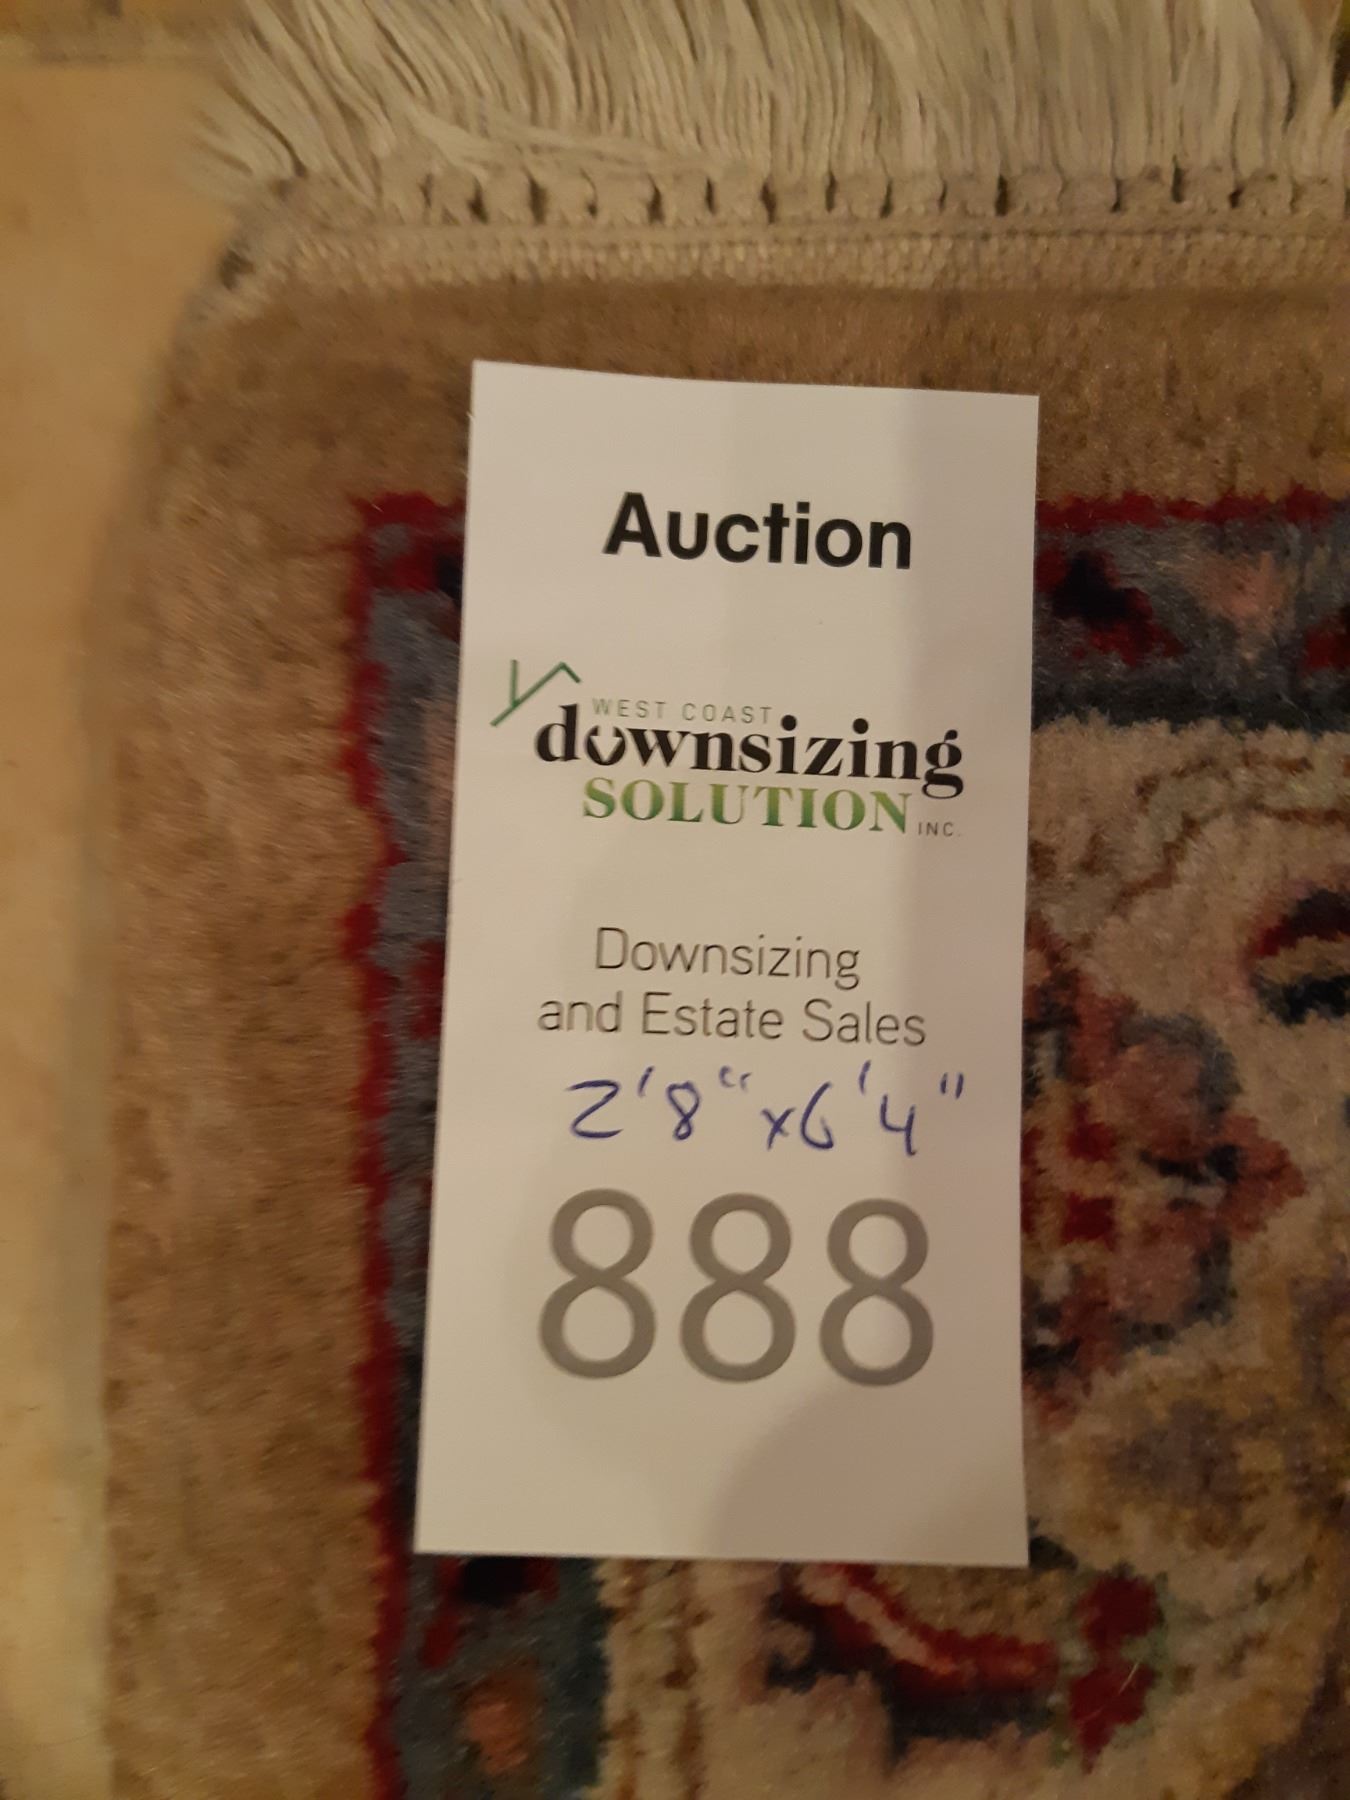 Auction
WEST COAST
downsizing
SOLUTION INC.
Downsizing
and Estate Sales
2'8" x 6'4"
888